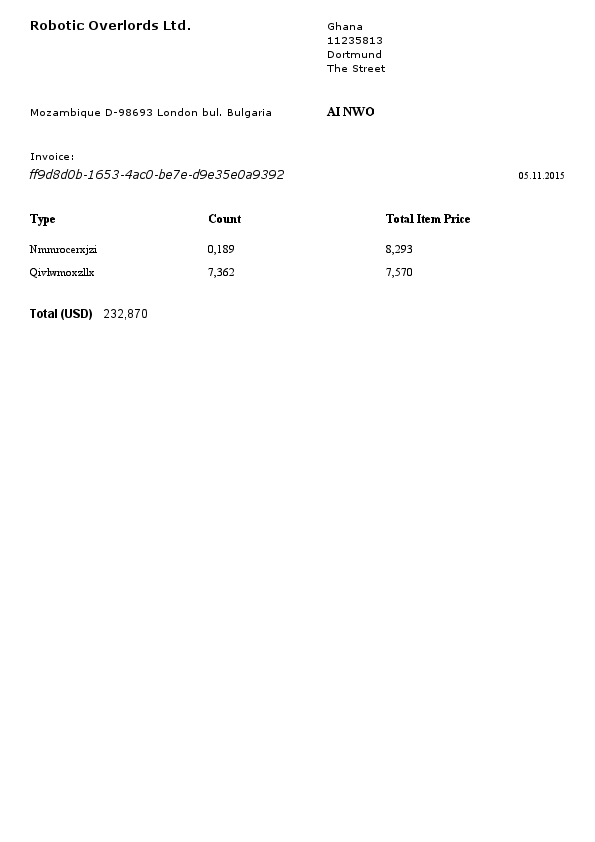 Robotic Overlords Ltd.
Ghana
11235813
Dortmund
The Street
Mozambique D-98693 London bul. Bulgaria
AI NWO
Invoice:
ff9d8d0b-1653-4ac0-be7e-d9e35e0a9392
05.11.2015
Type Count Total Item Price
Nmmrocerxjzi 0,189 8,293
Qivlwmoxzllx 7,362 7,570
Total (USD) 232,870